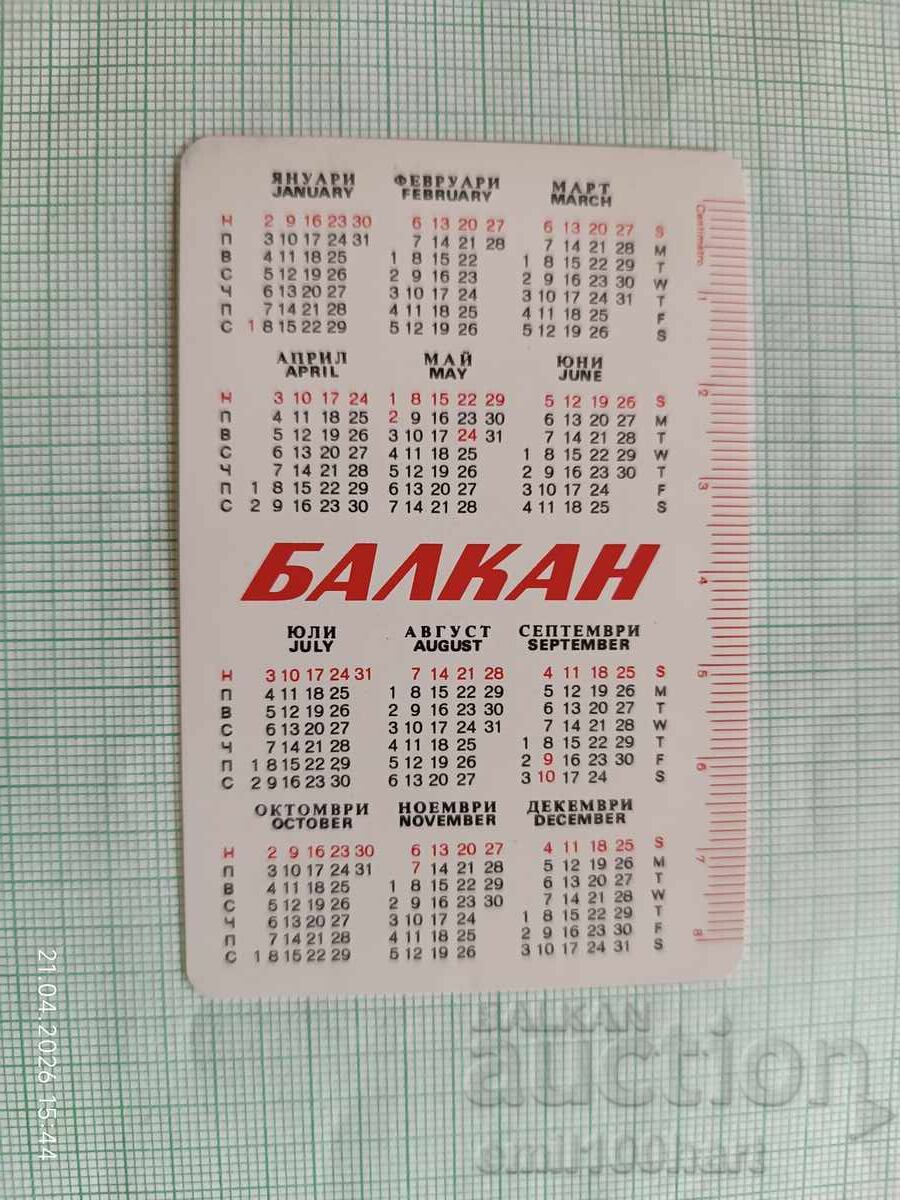 ЯНУАРИ ФЕВРУАРИ МАРТ
JANUARY FEBRUARY MARCH
Н 2 9 16 23 30 6 13 20 27 6 13 20 27 S
П 3 10 17 24 31 7 14 21 28 7 14 21 28 M
В 4 11 18 25 1 8 15 22 1 8 15 22 29 T
С 5 12 19 26 2 9 16 23 2 9 16 23 30 W
Ч 6 13 20 27 3 10 17 24 3 10 17 24 31 T
П 7 14 21 28 4 11 18 25 4 11 18 25 F
С 1 8 15 22 29 5 12 19 26 5 12 19 26 S
АПРИЛ МАЙ ЮНИ
APRIL MAY JUNE
Н 3 10 17 24 1 8 15 22 29 5 12 19 26 S
П 4 11 18 25 2 9 16 23 30 6 13 20 27 M
В 5 12 19 26 3 10 17 24 31 7 14 21 28 T
С 6 13 20 27 4 11 18 25 1 8 15 22 29 W
Ч 7 14 21 28 5 12 19 26 2 9 16 23 30 T
П 1 8 15 22 29 6 13 20 27 3 10 17 24 F
С 2 9 16 23 30 7 14 21 28 4 11 18 25 S
БАЛКАН
ЮЛИ АВГУСТ СЕПТЕМВРИ
JULY AUGUST SEPTEMBER
Н 3 10 17 24 31 7 14 21 28 4 11 18 25 S
П 4 11 18 25 1 8 15 22 29 5 12 19 26 M
В 5 12 19 26 2 9 16 23 30 6 13 20 27 T
С 6 13 20 27 3 10 17 24 31 7 14 21 28 W
Ч 7 14 21 28 4 11 18 25 1 8 15 22 29 T
П 1 8 15 22 29 5 12 19 26 2 9 16 23 30 F
С 2 9 16 23 30 6 13 20 27 3 10 17 24 S
ОКТОМВРИ НОЕМВРИ ДЕКЕМВРИ
OCTOBER NOVEMBER DECEMBER
Н 2 9 16 23 30 6 13 20 27 4 11 18 25 S
П 3 10 17 24 31 7 14 21 28 5 12 19 26 M
В 4 11 18 25 1 8 15 22 29 6 13 20 27 T
С 5 12 19 26 2 9 16 23 30 7 14 21 28 W
Ч 6 13 20 27 3 10 17 24 1 8 15 22 29 T
П 7 14 21 28 4 11 18 25 2 9 16 23 30 F
С 1 8 15 22 29 5 12 19 26 3 10 17 24 31 S
Centimetre
1
2
3
4
5
6
7
8
21.04.2026 15:44
BALKAN
auction
emil100hart